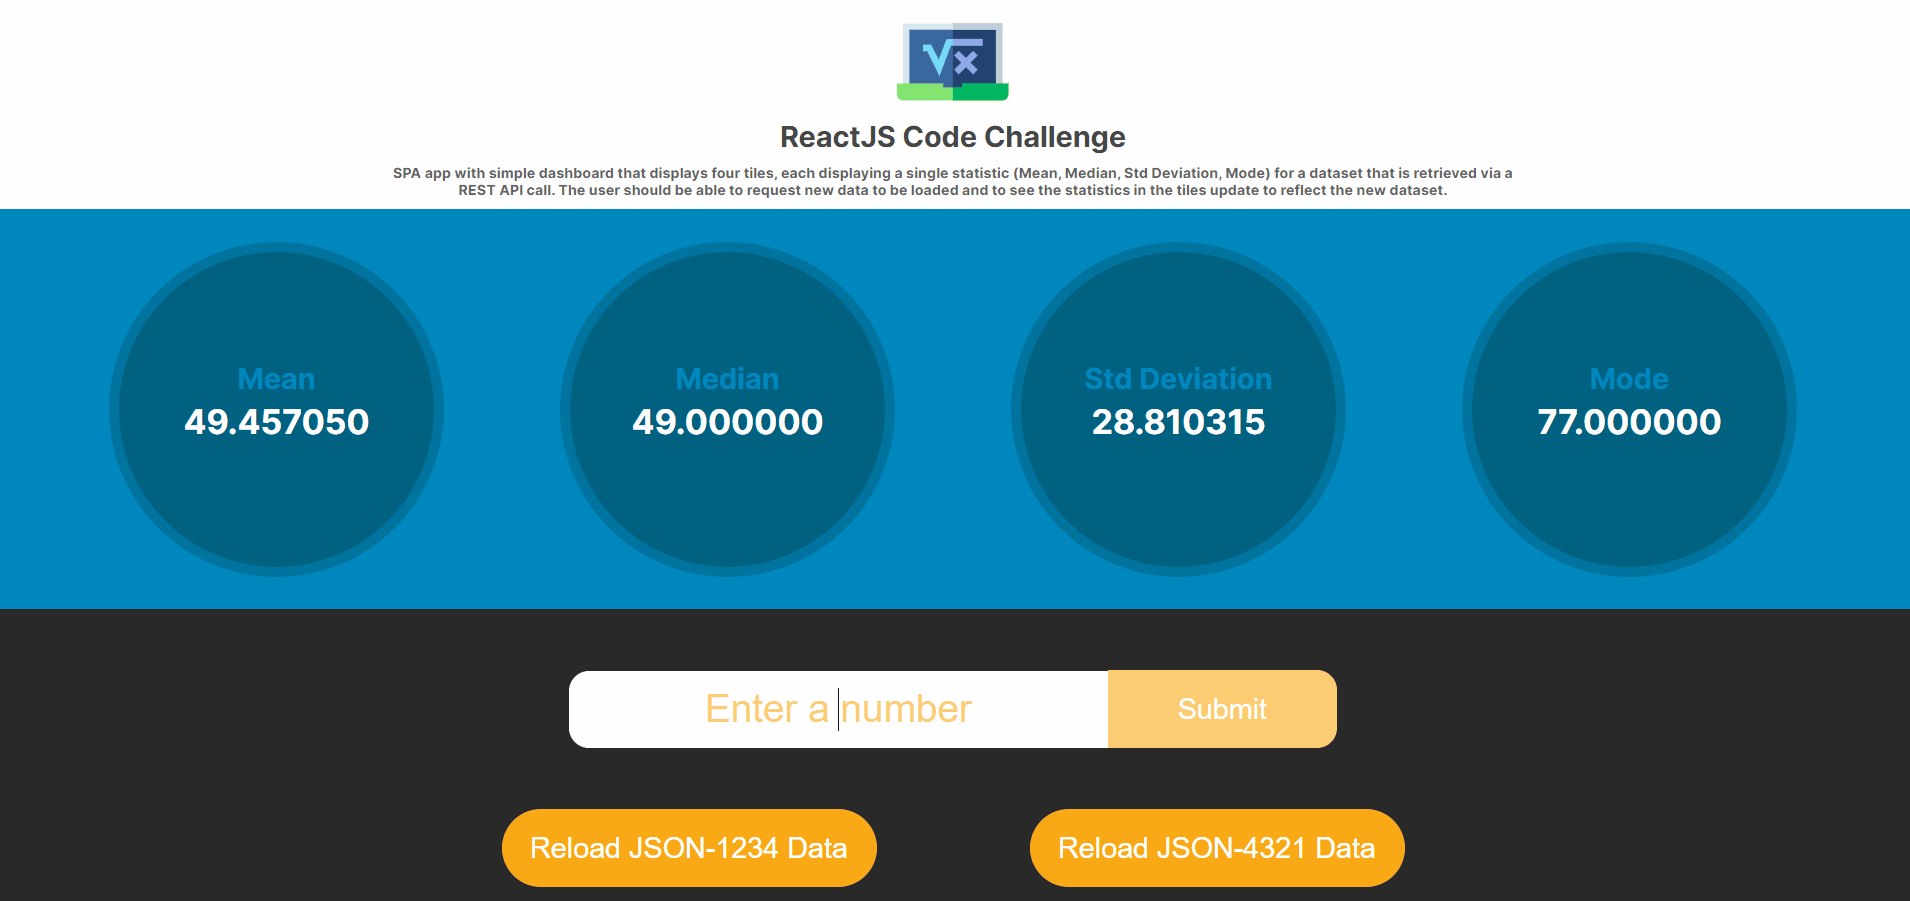 √x
ReactJS Code Challenge
SPA app with simple dashboard that displays four tiles, each displaying a single statistic (Mean, Median, Std Deviation, Mode) for a dataset that is retrieved via a
REST API call. The user should be able to request new data to be loaded and to see the statistics in the tiles update to reflect the new dataset.
Mean
49.457050
Median
49.000000
Std Deviation
28.810315
Mode
77.000000
Enter a number
Submit
Reload JSON-1234 Data
Reload JSON-4321 Data